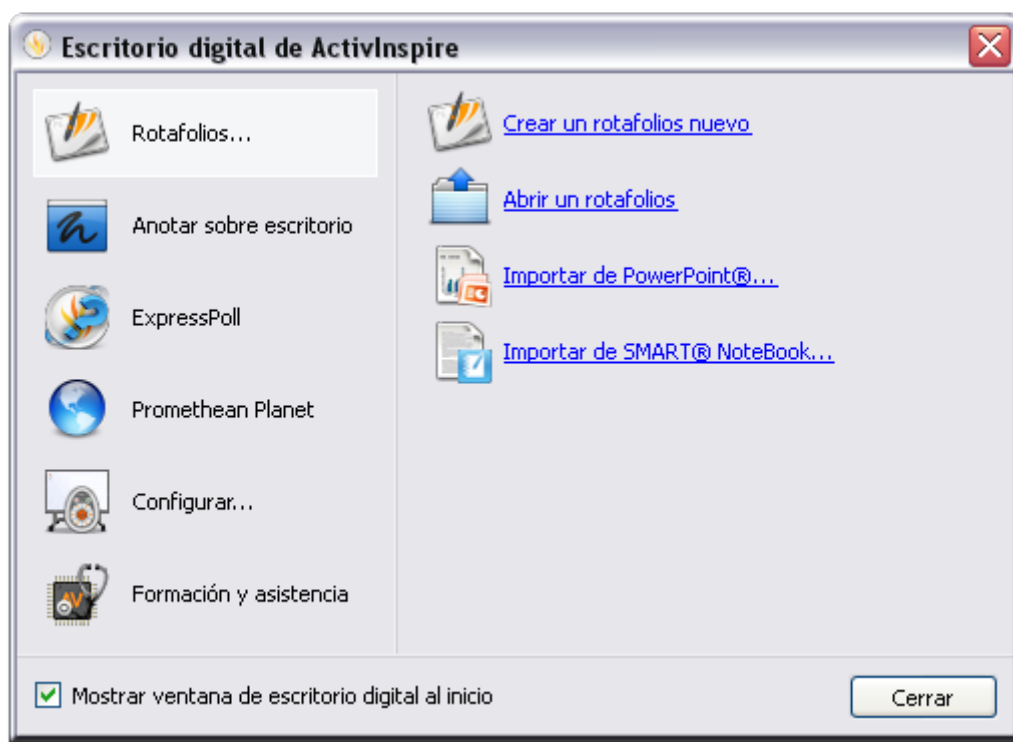 Escritorio digital de ActivInspire
Rotafolios...
Anotar sobre escritorio
ExpressPoll
Promethean Planet
Configurar...
Formación y asistencia
Crear un rotafolios nuevo
Abrir un rotafolios
Importar de PowerPoint®...
Importar de SMART® NoteBook...
Mostrar ventana de escritorio digital al inicio
Cerrar